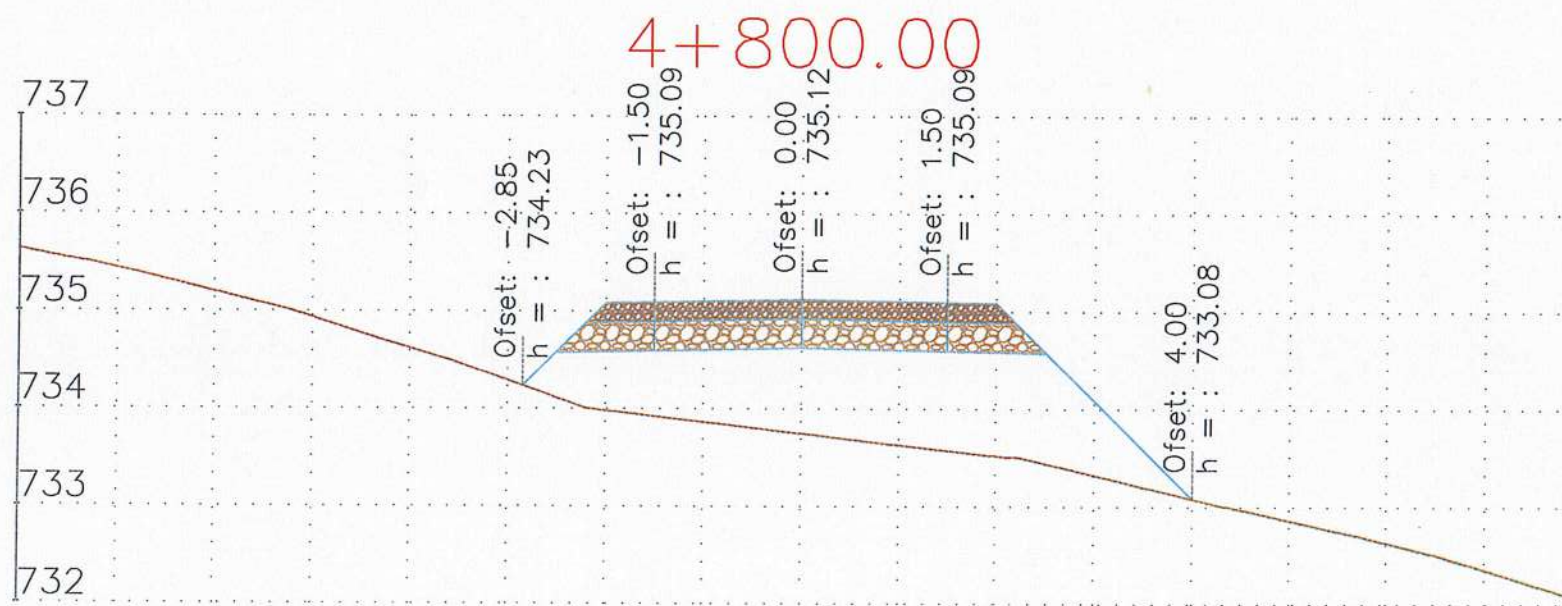 4+800.00
737
736
735
734
733
732
Ofset: -2.85
h = : 734.23
Ofset: -1.50
h = : 735.09
Ofset: 0.00
h = : 735.12
Ofset: 1.50
h = : 735.09
Ofset: 4.00
h = : 733.08